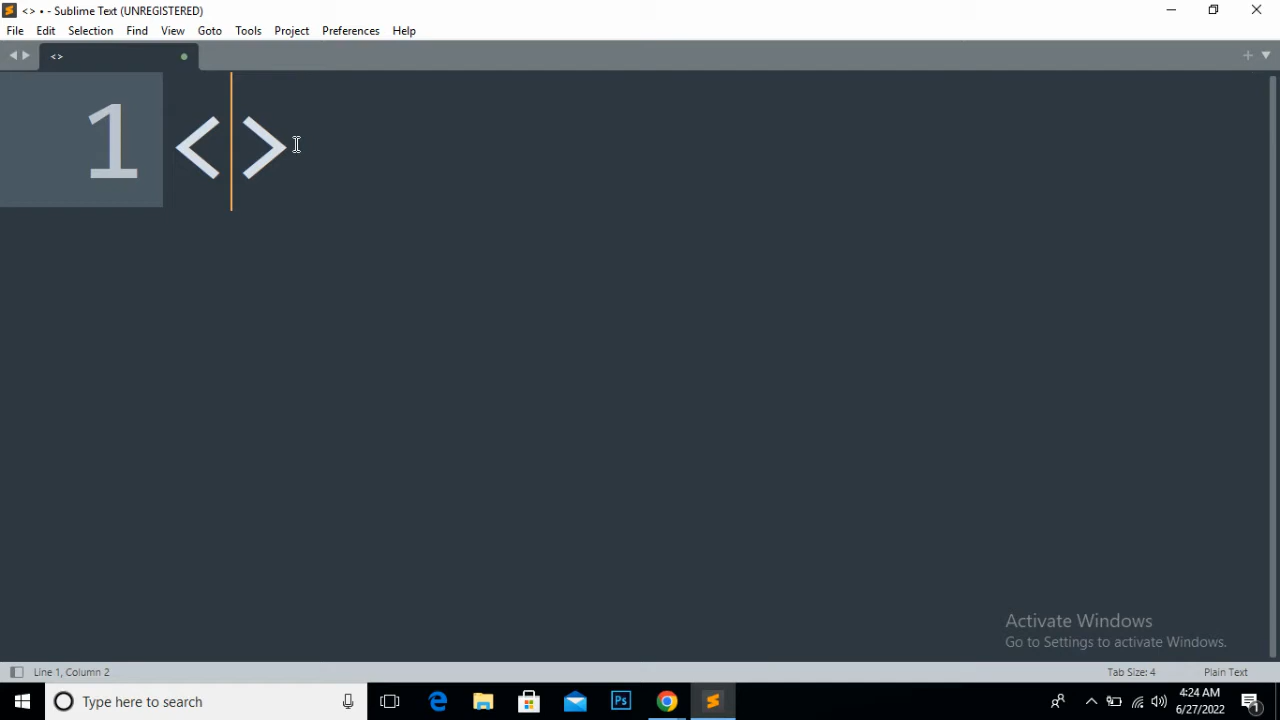 <> • - Sublime Text (UNREGISTERED)
File Edit Selection Find View Goto Tools Project Preferences Help
<>
1 <>
Activate Windows
Go to Settings to activate Windows.
Line 1, Column 2 Tab Size: 4 Plain Text
Type here to search
Ps
4:24 AM
6/27/2022
1